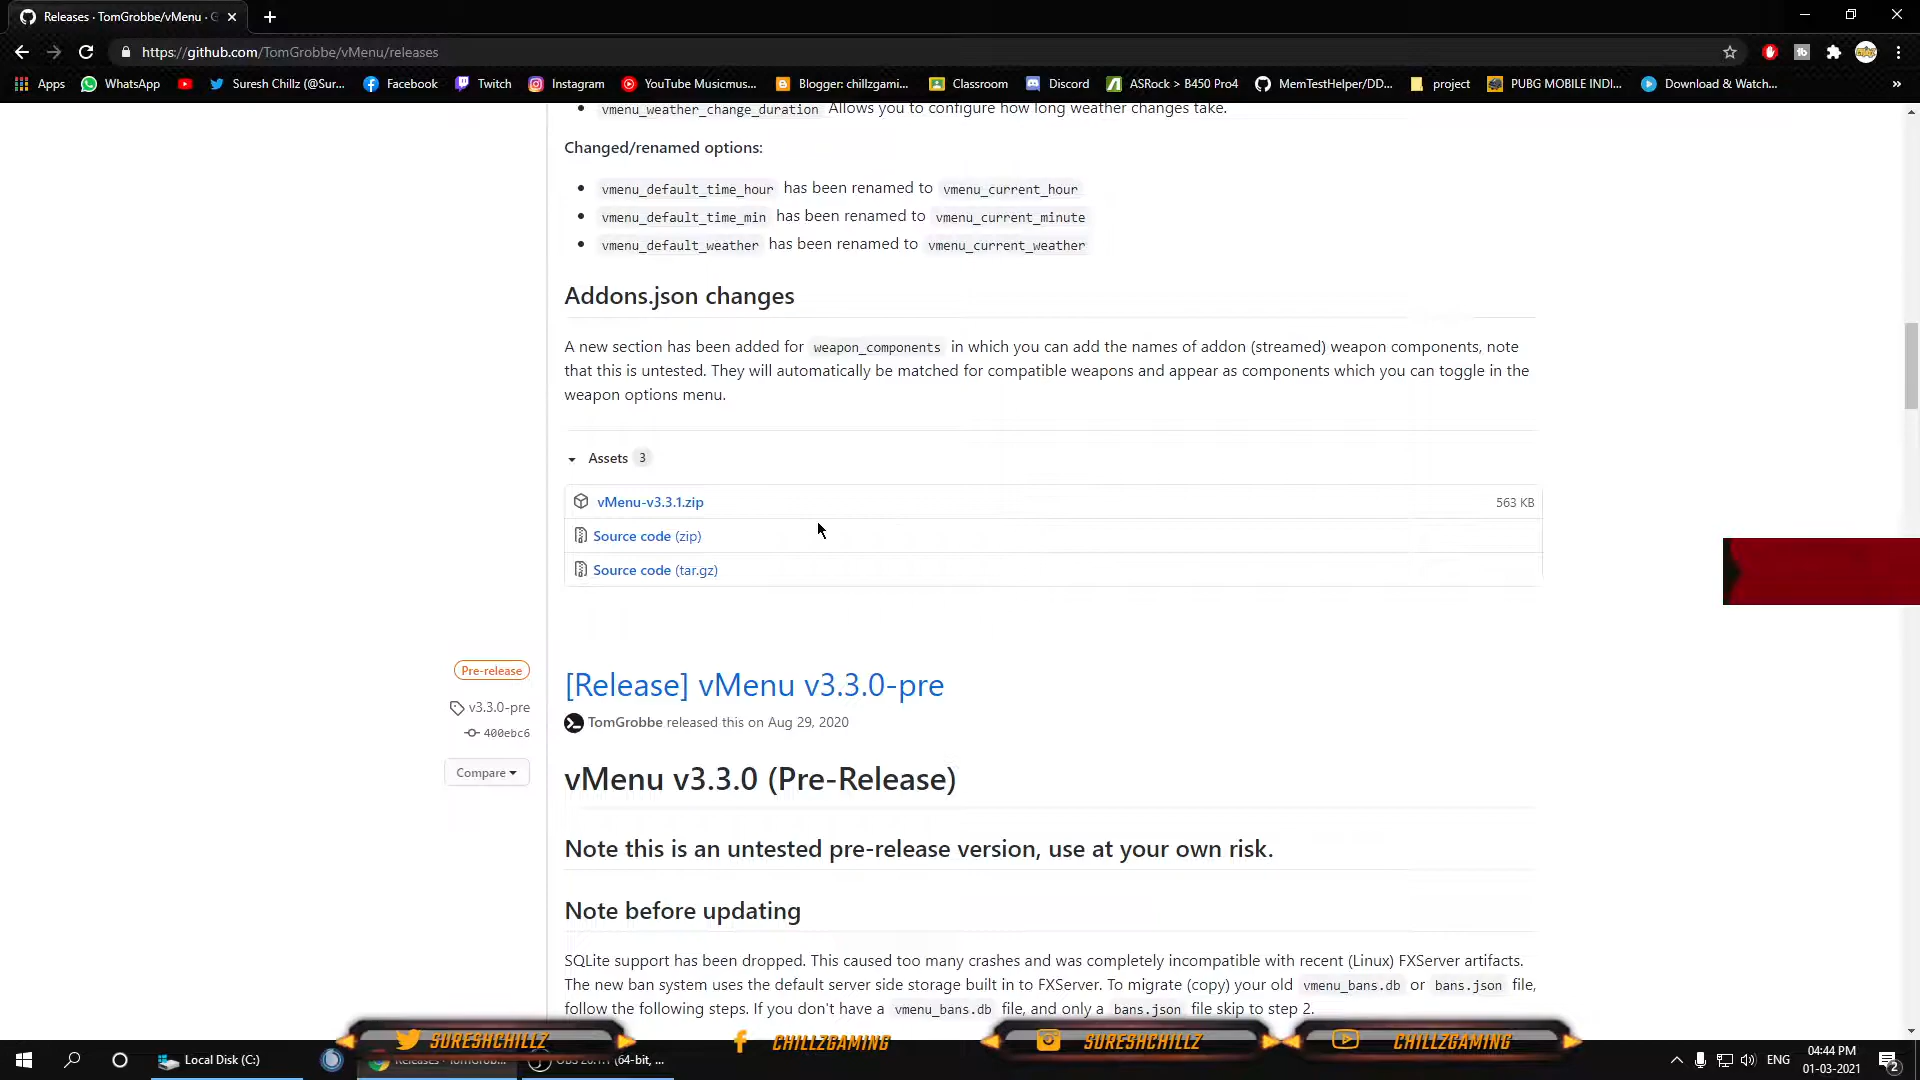 Releases · TomGrobbe/vMenu · G
https://github.com/TomGrobbe/vMenu/releases
Apps WhatsApp Suresh Chillz (@Sur... Facebook Twitch Instagram YouTube Musicmus... Blogger: chillzgami... Classroom Discord ASRock > B450 Pro4 MemTestHelper/DD... project PUBG MOBILE INDI... Download & Watch... »
vmenu_weather_change_duration Allows you to configure how long weather changes take.
Changed/renamed options:
vmenu_default_time_hour has been renamed to vmenu_current_hour
vmenu_default_time_min has been renamed to vmenu_current_minute
vmenu_default_weather has been renamed to vmenu_current_weather
Addons.json changes
A new section has been added for weapon_components in which you can add the names of addon (streamed) weapon components, note
that this is untested. They will automatically be matched for compatible weapons and appear as components which you can toggle in the
weapon options menu.
Assets 3
vMenu-v3.3.1.zip 563 KB
Source code (zip)
Source code (tar.gz)
Pre-release
v3.3.0-pre
400ebc6
Compare
[Release] vMenu v3.3.0-pre
TomGrobbe released this on Aug 29, 2020
vMenu v3.3.0 (Pre-Release)
Note this is an untested pre-release version, use at your own risk.
Note before updating
SQLite support has been dropped. This caused too many crashes and was completely incompatible with recent (Linux) FXServer artifacts.
The new ban system uses the default server side storage built in to FXServer. To migrate (copy) your old vmenu_bans.db or bans.json file,
follow the following steps. If you don't have a vmenu_bans.db file, and only a bans.json file skip to step 2.
SURESHCHILLZ CHILLZGAMING SURESHCHILLZ CHILLZGAMING
Local Disk (C:) (64-bit, ... ENG 04:44 PM
01-03-2021 2